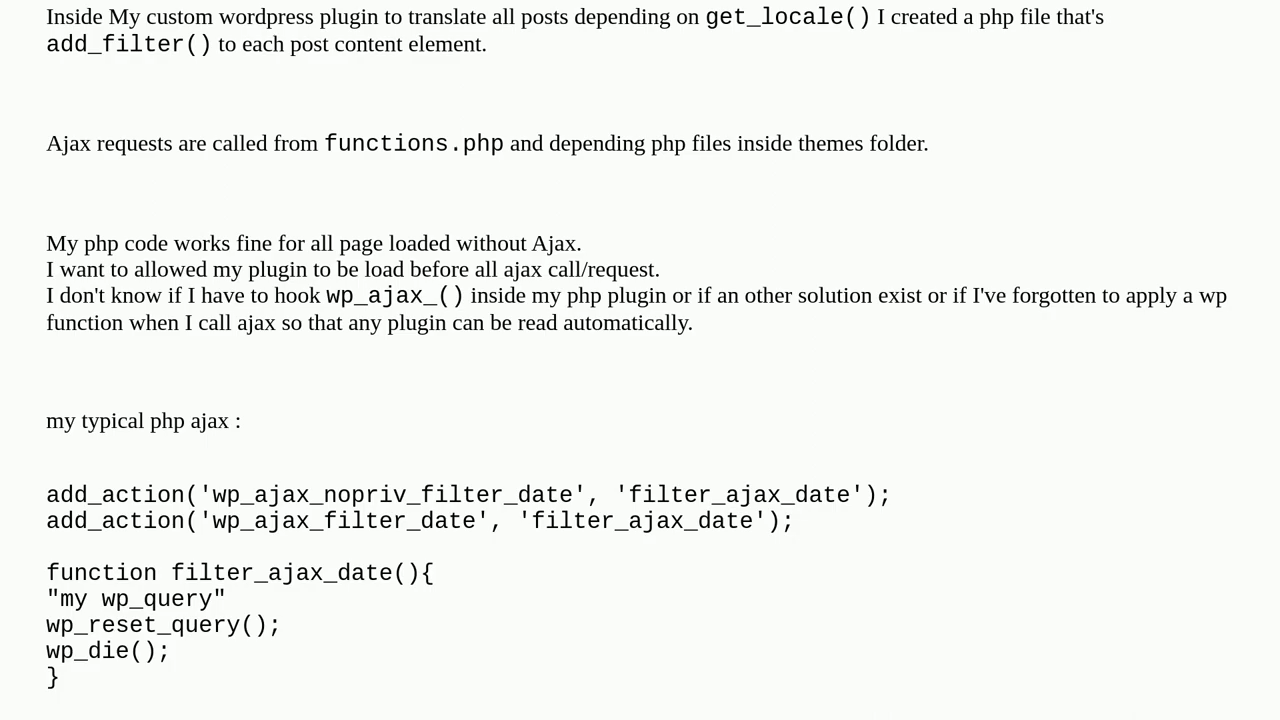 Inside My custom wordpress plugin to translate all posts depending on get_locale() I created a php file that's
add_filter() to each post content element.
Ajax requests are called from functions.php and depending php files inside themes folder.
My php code works fine for all page loaded without Ajax.
I want to allowed my plugin to be load before all ajax call/request.
I don't know if I have to hook wp_ajax_() inside my php plugin or if an other solution exist or if I've forgotten to apply a wp
function when I call ajax so that any plugin can be read automatically.
my typical php ajax :
add_action('wp_ajax_nopriv_filter_date', 'filter_ajax_date');
add_action('wp_ajax_filter_date', 'filter_ajax_date');
function filter_ajax_date(){
"my wp_query"
wp_reset_query();
wp_die();
}